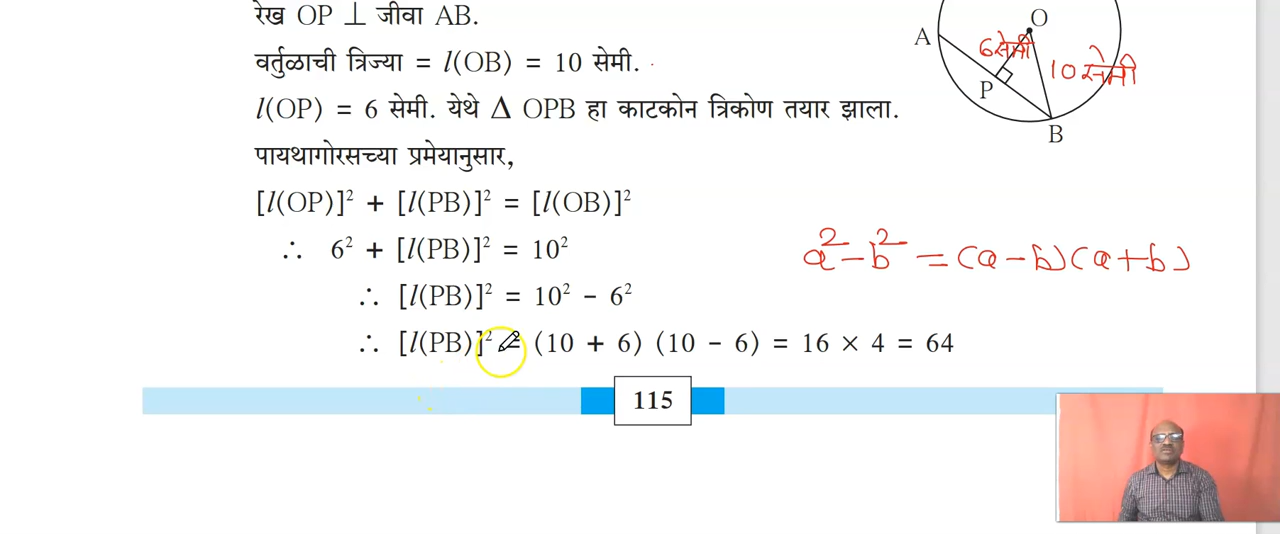 रेख OP ⊥ जीवा AB.
वर्तुळाची त्रिज्या = l(OB) = 10 सेमी.
l(OP) = 6 सेमी. येथे Δ OPB हा काटकोन त्रिकोण तयार झाला.
पायथागोरसच्या प्रमेयानुसार,
[l(OP)]² + [l(PB)]² = [l(OB)]²
∴ 6² + [l(PB)]² = 10²
∴ [l(PB)]² = 10² - 6²
∴ [l(PB)]² (10 + 6) (10 - 6) = 16 × 4 = 64
O
A
6सेमी
10सेमी
P
B
a²-b² = (a-b)(a+b)
115